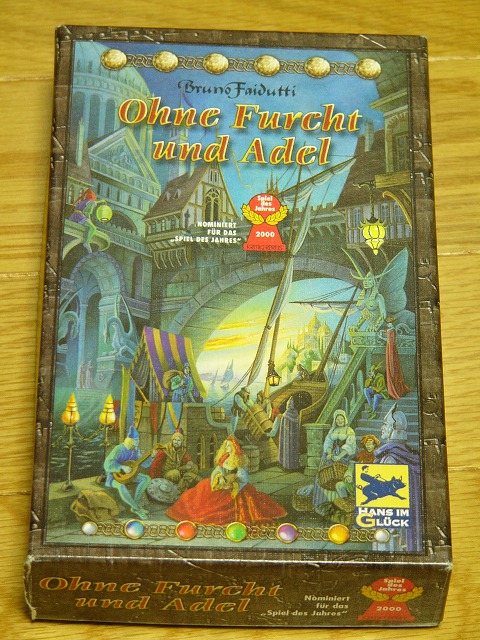 Bruno Faidutti
Ohne Furcht
und Adel
Spiel
des
Jahres
2000
NOMINIERT
FÜR DAS
„SPIEL DES JAHRES"
HANS IM
GLÜCK
Ohne Furcht
und Adel
Nominiert
für das
„Spiel des Jahres"
Spiel
des
Jahres
2000